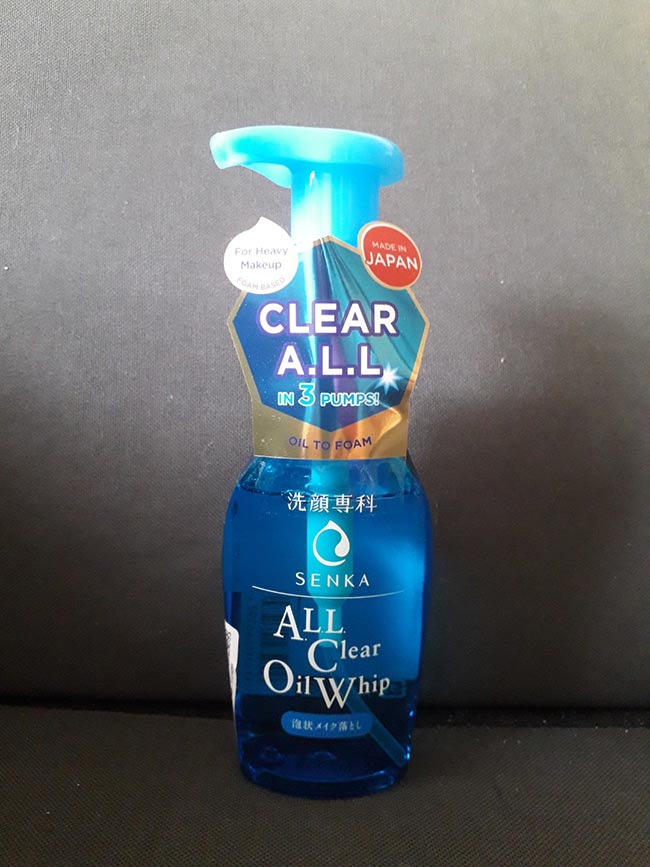 For Heavy
Makeup
FOAM BASED
MADE IN
JAPAN
CLEAR
A.L.L
IN 3 PUMPS!
OIL TO FOAM
洗顔専科
SENKA
A.L.L.
Clear
Oil Whip
泡状メイク落とし